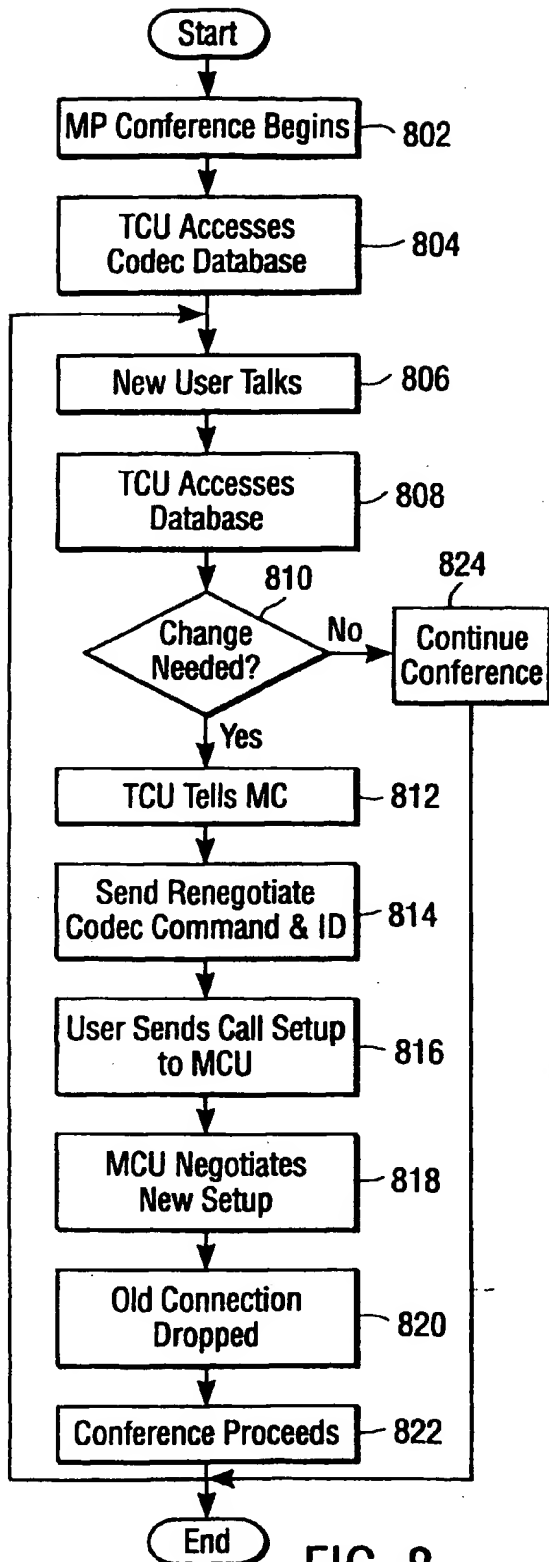 Start
MP Conference Begins
802
TCU Accesses
Codec Database
804
New User Talks
806
TCU Accesses
Database
808
810
Change
Needed?
No
824
Continue
Conference
Yes
TCU Tells MC
812
Send Renegotiate
Codec Command & ID
814
User Sends Call Setup
to MCU
816
MCU Negotiates
New Setup
818
Old Connection
Dropped
820
Conference Proceeds
822
End
FIG. 8